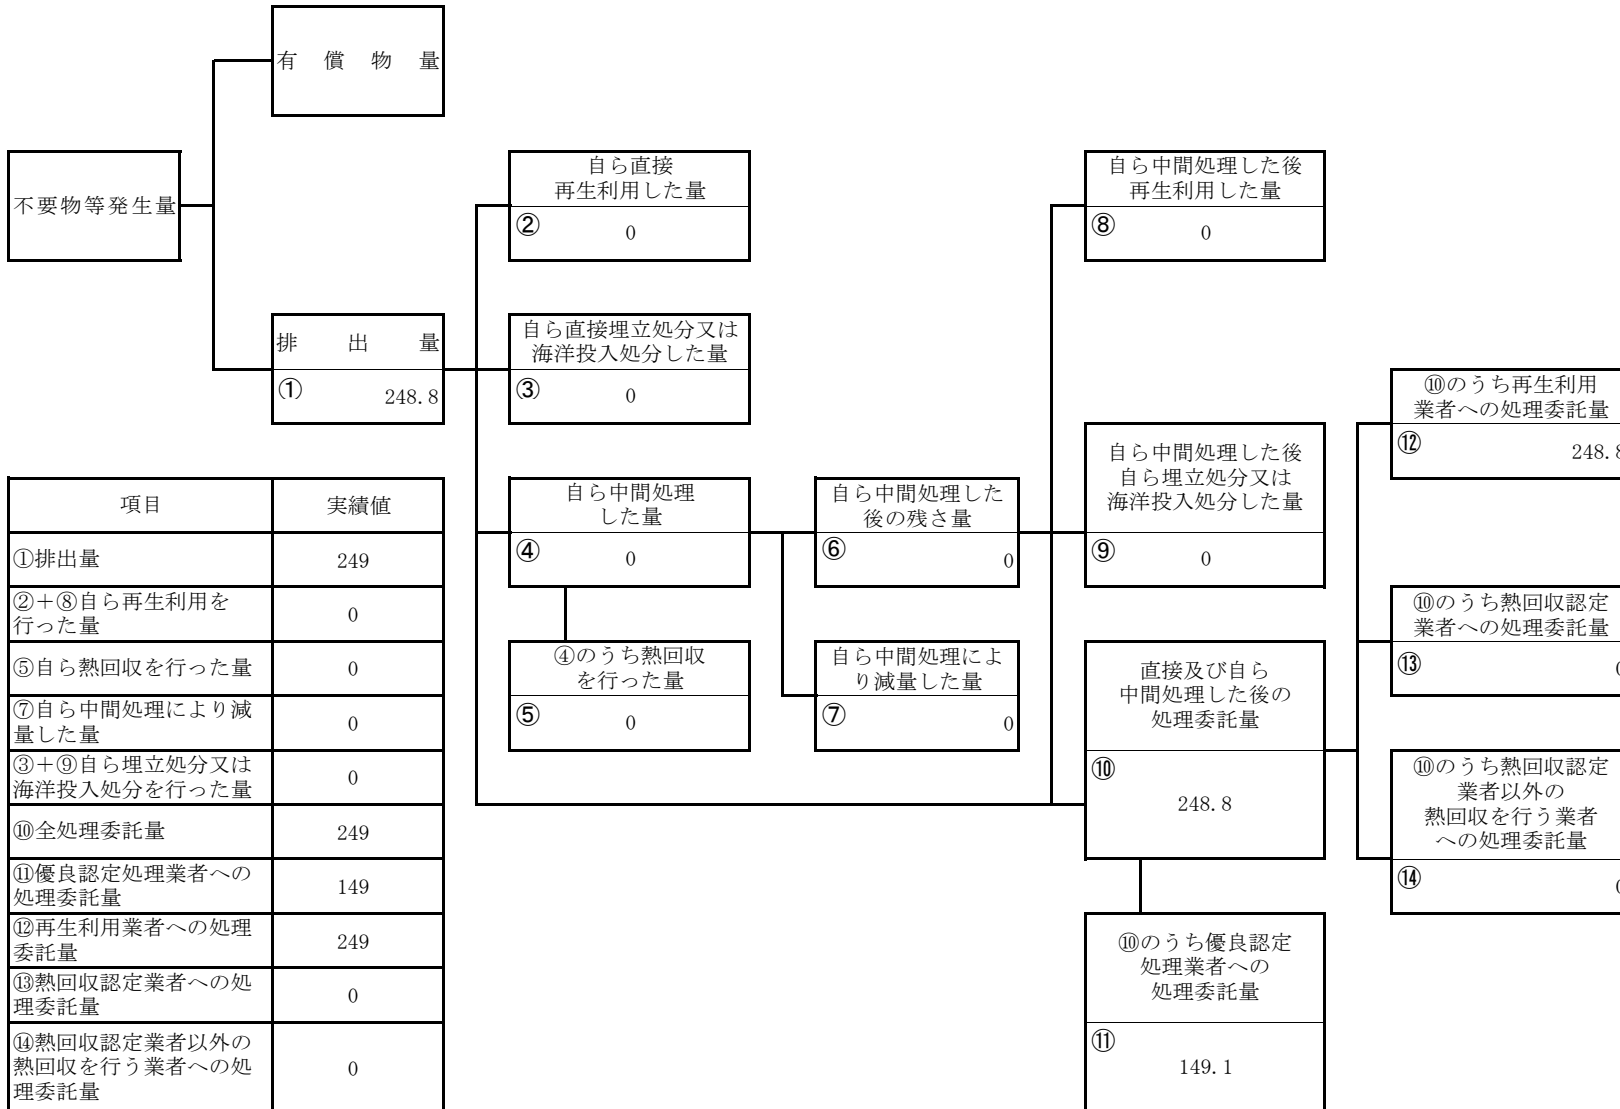 有償物量
不要物等発生量
自ら直接
再生利用した量
② 0
自ら中間処理した後
再生利用した量
⑧ 0
排出量
① 248.8
自ら直接埋立処分又は
海洋投入処分した量
③ 0
⑩のうち再生利用
業者への処理委託量
⑫ 248.8
自ら中間処理した後
自ら埋立処分又は
海洋投入処分した量
⑨ 0
自ら中間処理
した量
④ 0
自ら中間処理した
後の残さ量
⑥ 0
⑩のうち熱回収認定
業者への処理委託量
⑬ 0
④のうち熱回収
を行った量
⑤ 0
自ら中間処理によ
り減量した量
⑦ 0
直接及び自ら
中間処理した後の
処理委託量
⑩
248.8
⑩のうち熱回収認定
業者以外の
熱回収を行う業者
への処理委託量
⑭ 0
⑩のうち優良認定
処理業者への
処理委託量
⑪
149.1
項目 実績値
①排出量 249
②+⑧自ら再生利用を
行った量 0
⑤自ら熱回収を行った量 0
⑦自ら中間処理により減
量した量 0
③+⑨自ら埋立処分又は
海洋投入処分を行った量 0
⑩全処理委託量 249
⑪優良認定処理業者への
処理委託量 149
⑫再生利用業者への処理
委託量 249
⑬熱回収認定業者への処
理委託量 0
⑭熱回収認定業者以外の
熱回収を行う業者への処
理委託量 0